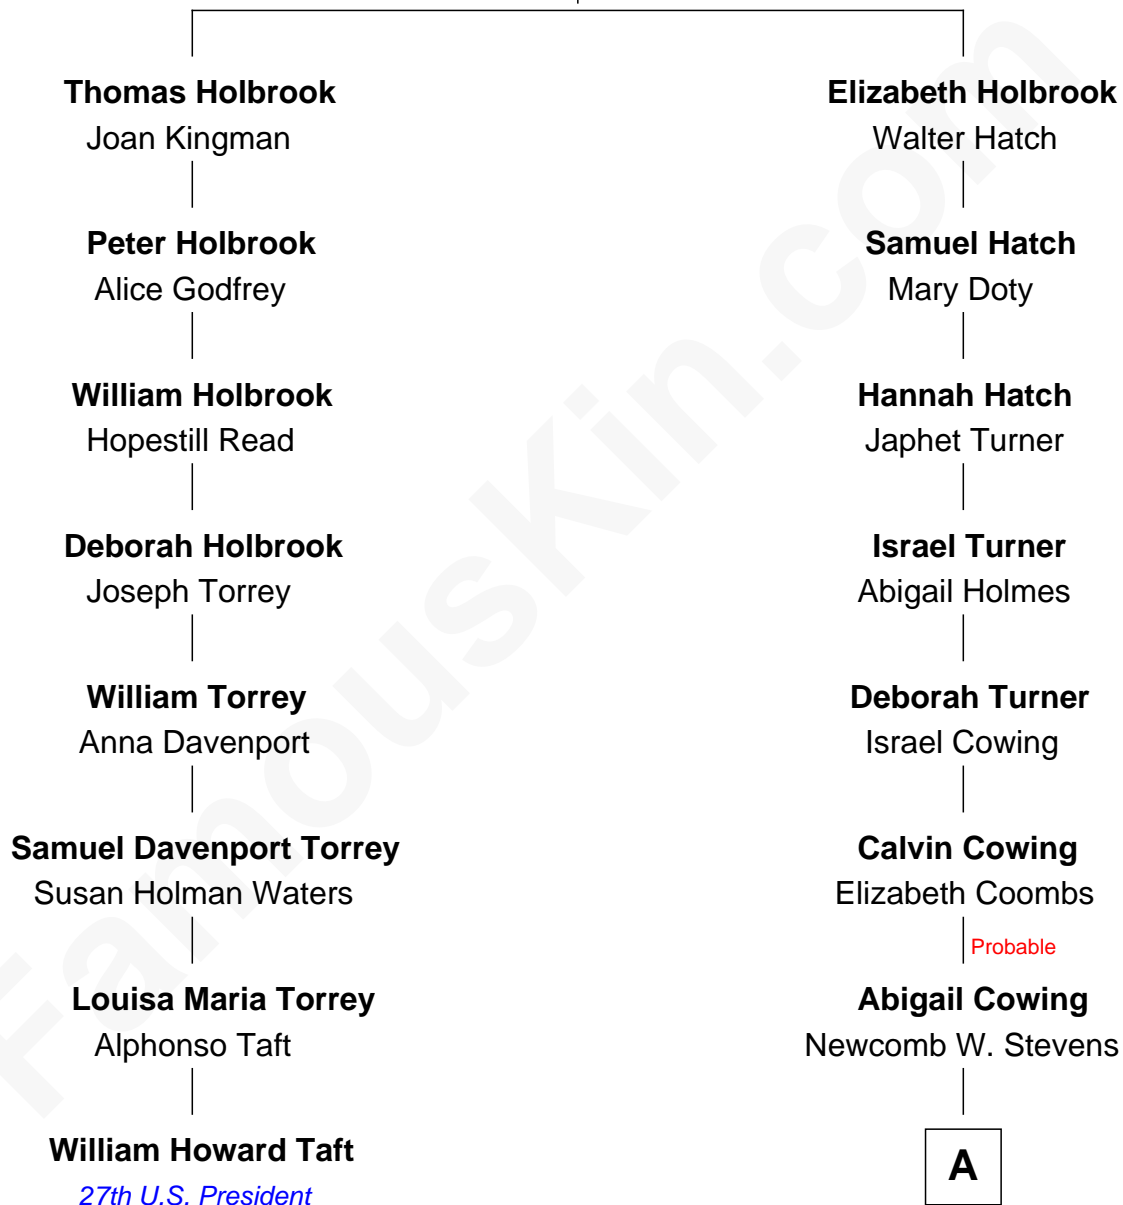 Thomas Holbrook
Joan Kingman
Peter Holbrook
Alice Godfrey
William Holbrook
Hopestill Read
Deborah Holbrook
Joseph Torrey
William Torrey
Anna Davenport
Samuel Davenport Torrey
Susan Holman Waters
Louisa Maria Torrey
Alphonso Taft
William Howard Taft
27th U.S. President
Elizabeth Holbrook
Walter Hatch
Samuel Hatch
Mary Doty
Hannah Hatch
Japhet Turner
Israel Turner
Abigail Holmes
Deborah Turner
Israel Cowing
Calvin Cowing
Elizabeth Coombs
Probable
Abigail Cowing
Newcomb W. Stevens
A
FamousKin.com